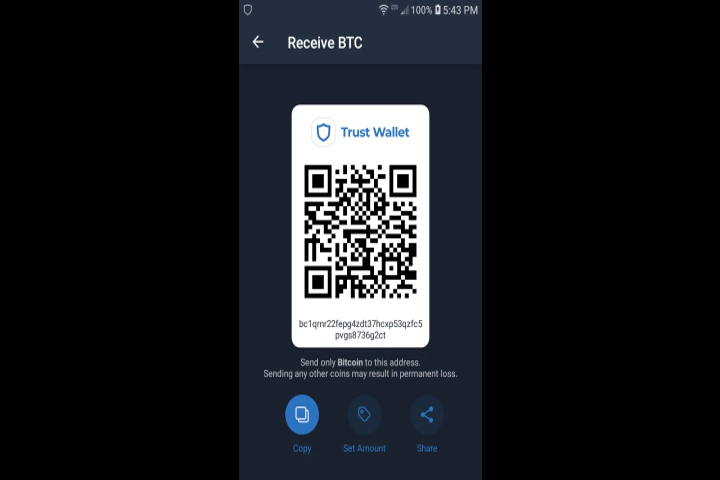 100% 5:43 PM
Receive BTC
Trust Wallet
bc1qrnr22fepg4zdt37hcxp53qzfc5
pvgs8736g2ct
Send only Bitcoin to this address.
Sending any other coins may result in permanent loss.
Copy
Set Amount
Share